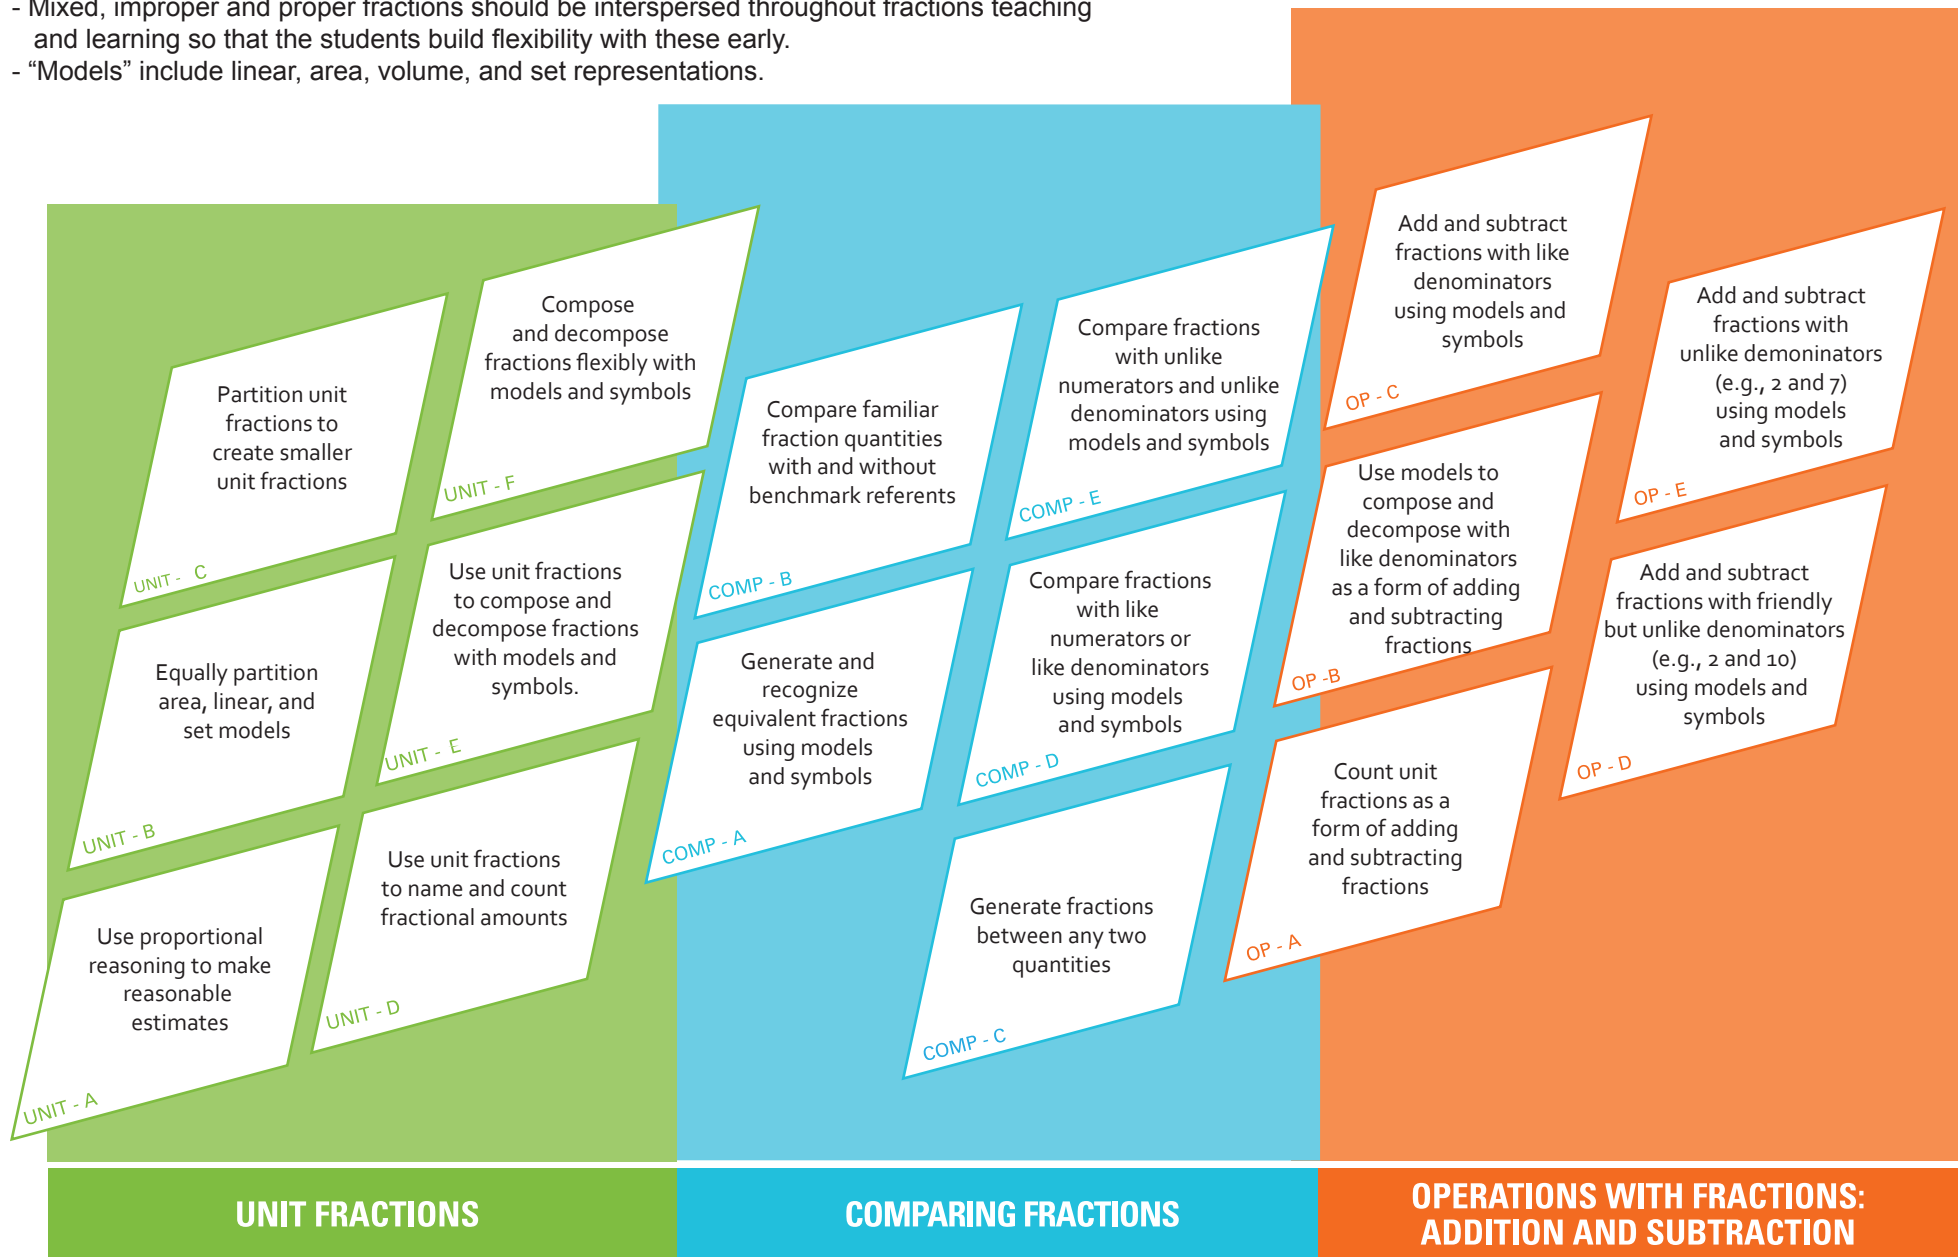 - Mixed, improper and proper fractions should be interspersed throughout fractions teaching
and learning so that the students build flexibility with these early.
- “Models” include linear, area, volume, and set representations.
Partition unit
fractions to
create smaller
unit fractions
UNIT - C
Compose
and decompose
fractions flexibly with
models and symbols
UNIT - F
Equally partition
area, linear, and
set models
UNIT - B
Use unit fractions
to compose and
decompose fractions
with models and
symbols.
UNIT - E
Use proportional
reasoning to make
reasonable
estimates
UNIT - A
Use unit fractions
to name and count
fractional amounts
UNIT - D
Compare familiar
fraction quantities
with and without
benchmark referents
COMP - B
Compare fractions
with unlike
numerators and unlike
denominators using
models and symbols
COMP - E
Generate and
recognize
equivalent fractions
using models
and symbols
COMP - A
Compare fractions
with like
numerators or
like denominators
using models
and symbols
COMP - D
Generate fractions
between any two
quantities
COMP - C
Add and subtract
fractions with like
denominators
using models and
symbols
OP - C
Add and subtract
fractions with
unlike demoninators
(e.g., 2 and 7)
using models
and symbols
OP - E
Use models to
compose and
decompose with
like denominators
as a form of adding
and subtracting
fractions
OP -B
Add and subtract
fractions with friendly
but unlike denominators
(e.g., 2 and 10)
using models and
symbols
OP - D
Count unit
fractions as a
form of adding
and subtracting
fractions
OP - A
UNIT FRACTIONS
COMPARING FRACTIONS
OPERATIONS WITH FRACTIONS:
ADDITION AND SUBTRACTION